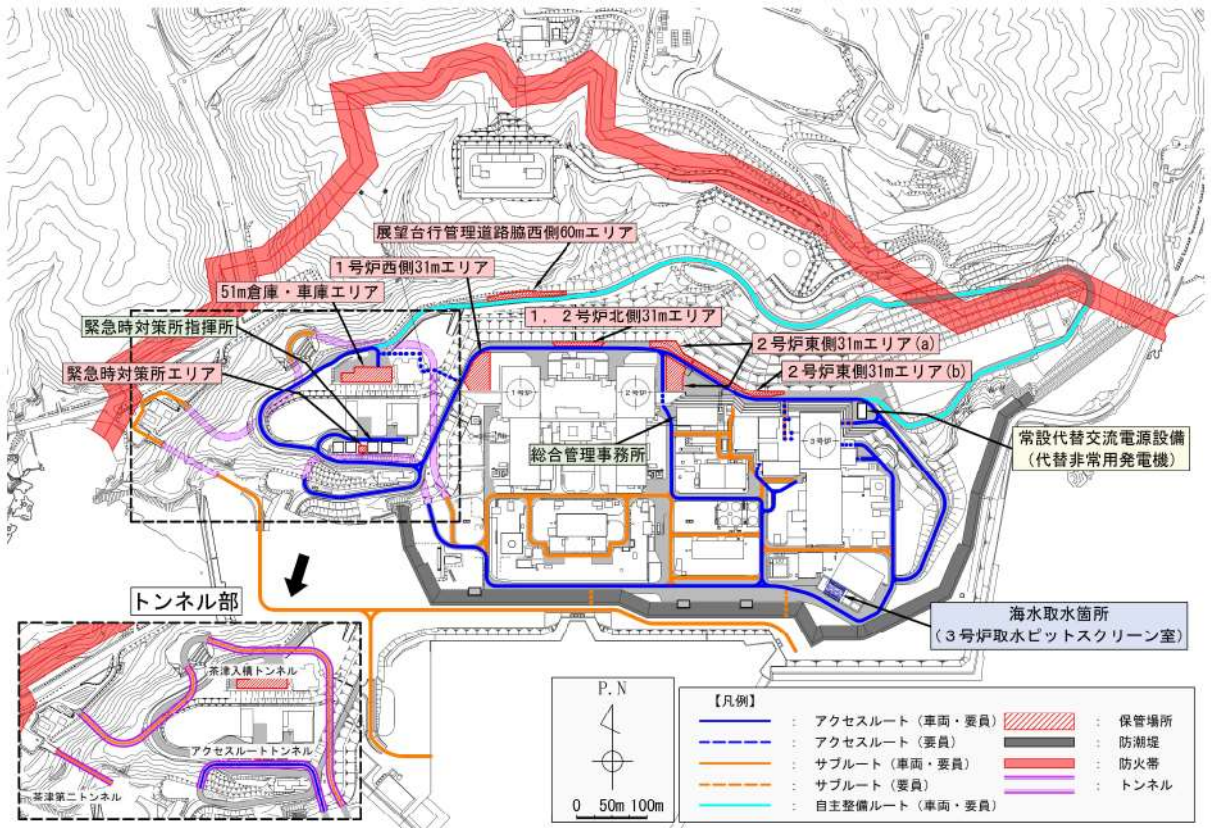 展望台行管理道路脇西側60mエリア
1号炉西側31mエリア
51m倉庫・車庫エリア
1，2号炉北側31mエリア
緊急時対策所指揮所
2号炉東側31mエリア(a)
緊急時対策所エリア
2号炉東側31mエリア(b)
1号炉
2号炉
3号炉
総合管理事務所
常設代替交流電源設備
(代替非常用発電機)
トンネル部
海水取水箇所
(3号炉取水ピットスクリーン室)
茶津入構トンネル
アクセスルートトンネル
茶津第二トンネル
P.N
0 50m 100m
【凡例】
： アクセスルート（車両・要員）
： アクセスルート（要員）
： サブルート（車両・要員）
： サブルート（要員）
： 自主整備ルート（車両・要員）
： 保管場所
： 防潮堤
： 防火帯
： トンネル